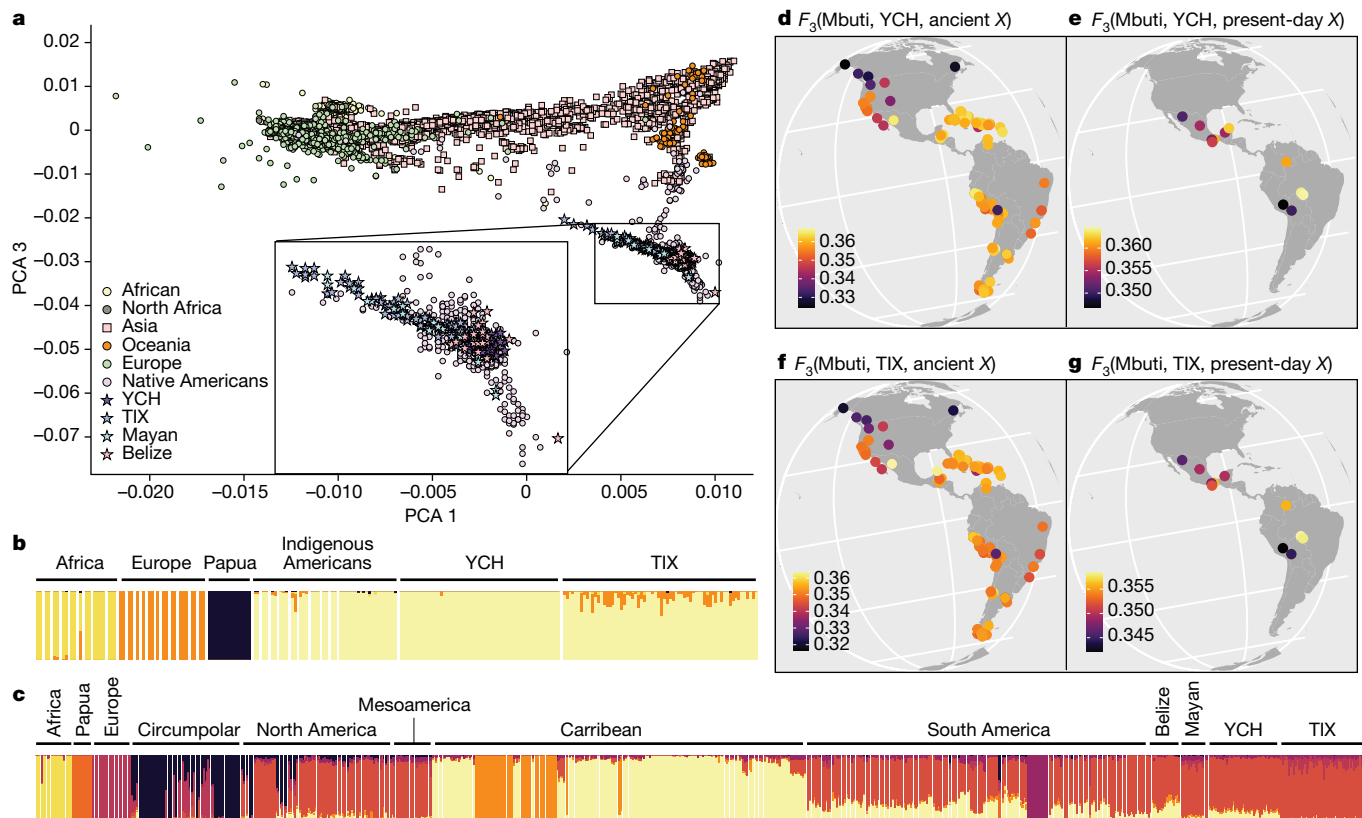 a
0.02
0.01
0
−0.01
−0.02
−0.03
−0.04
−0.05
−0.06
−0.07
PCA 3
African
North Africa
Asia
Oceania
Europe
Native Americans
YCH
TIX
Mayan
Belize
−0.020
−0.015
−0.010
−0.005
0
0.005
0.010
PCA 1
b
Africa
Europe
Papua
Indigenous
Americans
YCH
TIX
c
Africa
Papua
Europe
Circumpolar
North America
Mesoamerica
Carribean
South America
Belize
Mayan
YCH
TIX
d F3(Mbuti, YCH, ancient X)
0.36
0.35
0.34
0.33
e F3(Mbuti, YCH, present-day X)
0.360
0.355
0.350
f F3(Mbuti, TIX, ancient X)
0.36
0.35
0.34
0.33
0.32
g F3(Mbuti, TIX, present-day X)
0.355
0.350
0.345